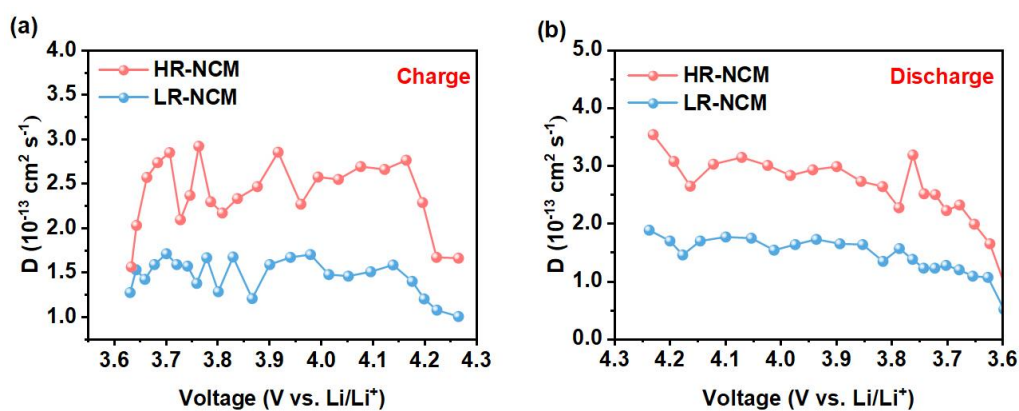 (a)
4.0
3.5
3.0
2.5
2.0
1.5
1.0
D (10⁻¹³ cm² s⁻¹)
HR-NCM
LR-NCM
Charge
3.6 3.7 3.8 3.9 4.0 4.1 4.2 4.3
Voltage (V vs. Li/Li⁺)
(b)
5.0
4.0
3.0
2.0
1.0
0.0
D (10⁻¹³ cm² s⁻¹)
HR-NCM
LR-NCM
Discharge
4.3 4.2 4.1 4.0 3.9 3.8 3.7 3.6
Voltage (V vs. Li/Li⁺)